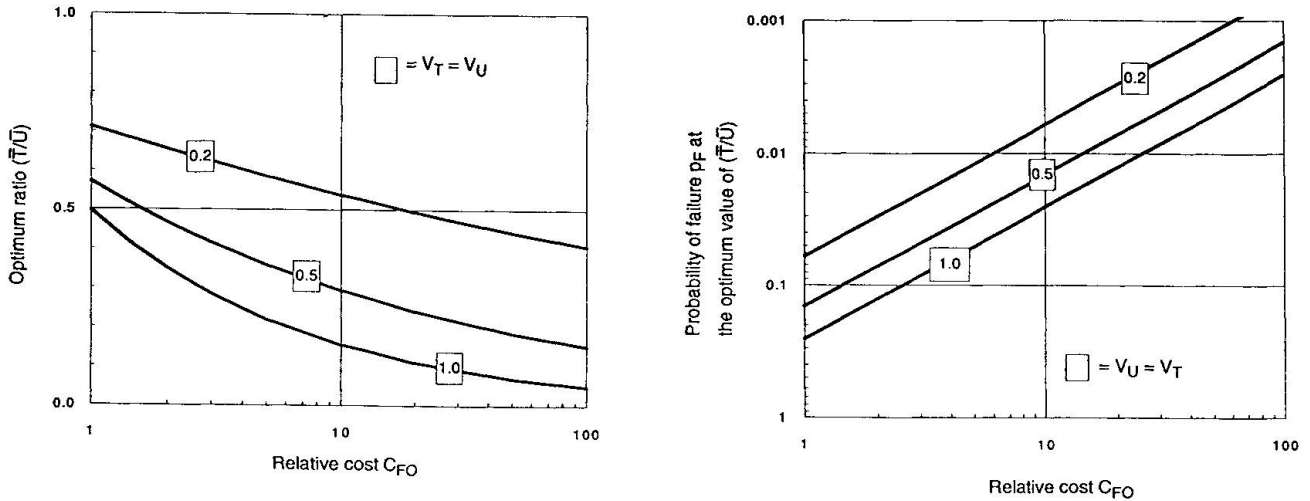 1.0
0.5
0.0
Optimum ratio (T̅/U̅)
= V_T = V_U
0.2
0.5
1.0
1
10
100
Relative cost C_FO
0.001
0.01
0.1
1
Probability of failure p_F at
the optimum value of (T̅/U̅)
0.2
0.5
1.0
= V_U = V_T
1
10
100
Relative cost C_FO